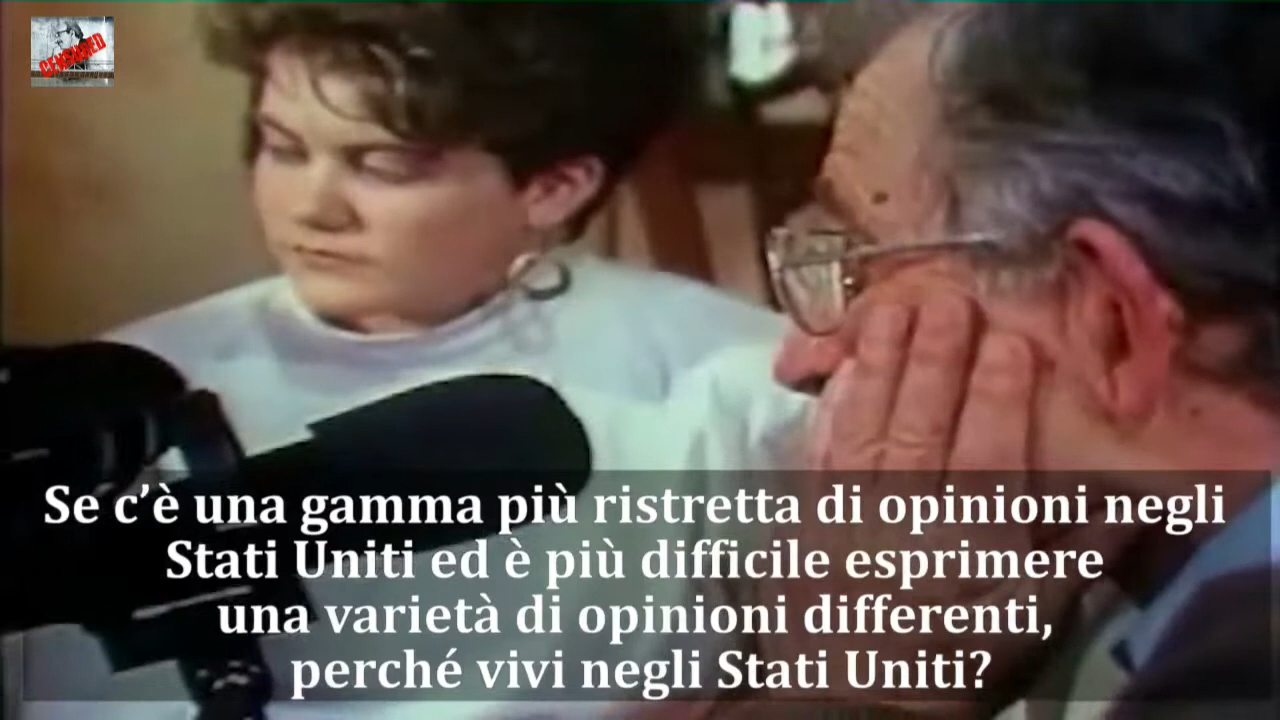 CENSORED
Se c'è una gamma più ristretta di opinioni negli
Stati Uniti ed è più difficile esprimere
una varietà di opinioni differenti,
perché vivi negli Stati Uniti?